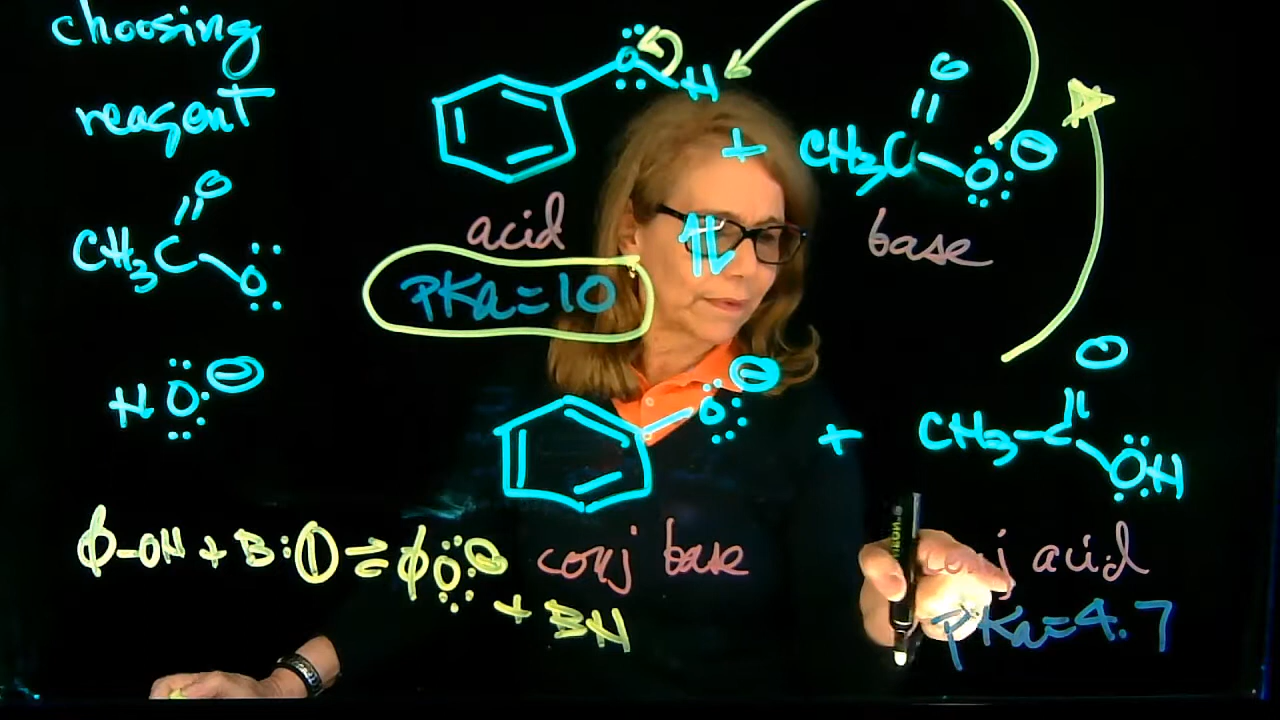 choosing
reagent
O
CH3C
O
HO⊖
O
H
+
O
CH3C
O⊖
acid
base
⇅
PKa=10
O⊖
+
O
CH3-C
OH
ϕ-OH + B:⊖ ⇌ ϕO⊖
+ BH
conj base
conj acid
PKa=4.7